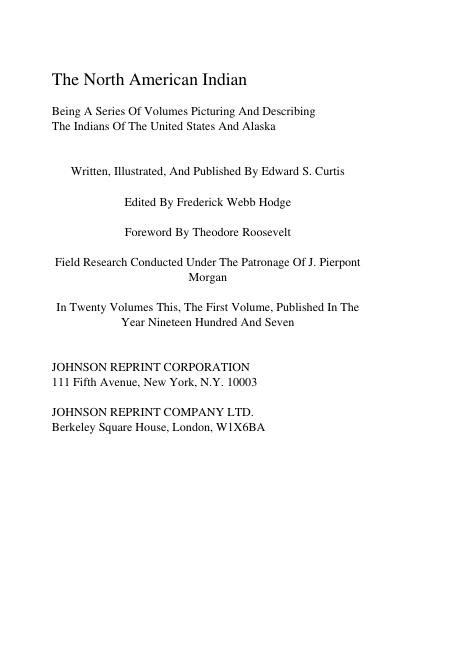 The North American Indian
Being A Series Of Volumes Picturing And Describing
The Indians Of The United States And Alaska
Written, Illustrated, And Published By Edward S. Curtis
Edited By Frederick Webb Hodge
Foreword By Theodore Roosevelt
Field Research Conducted Under The Patronage Of J. Pierpont
Morgan
In Twenty Volumes This, The First Volume, Published In The
Year Nineteen Hundred And Seven
JOHNSON REPRINT CORPORATION
111 Fifth Avenue, New York, N.Y. 10003
JOHNSON REPRINT COMPANY LTD.
Berkeley Square House, London, W1X6BA